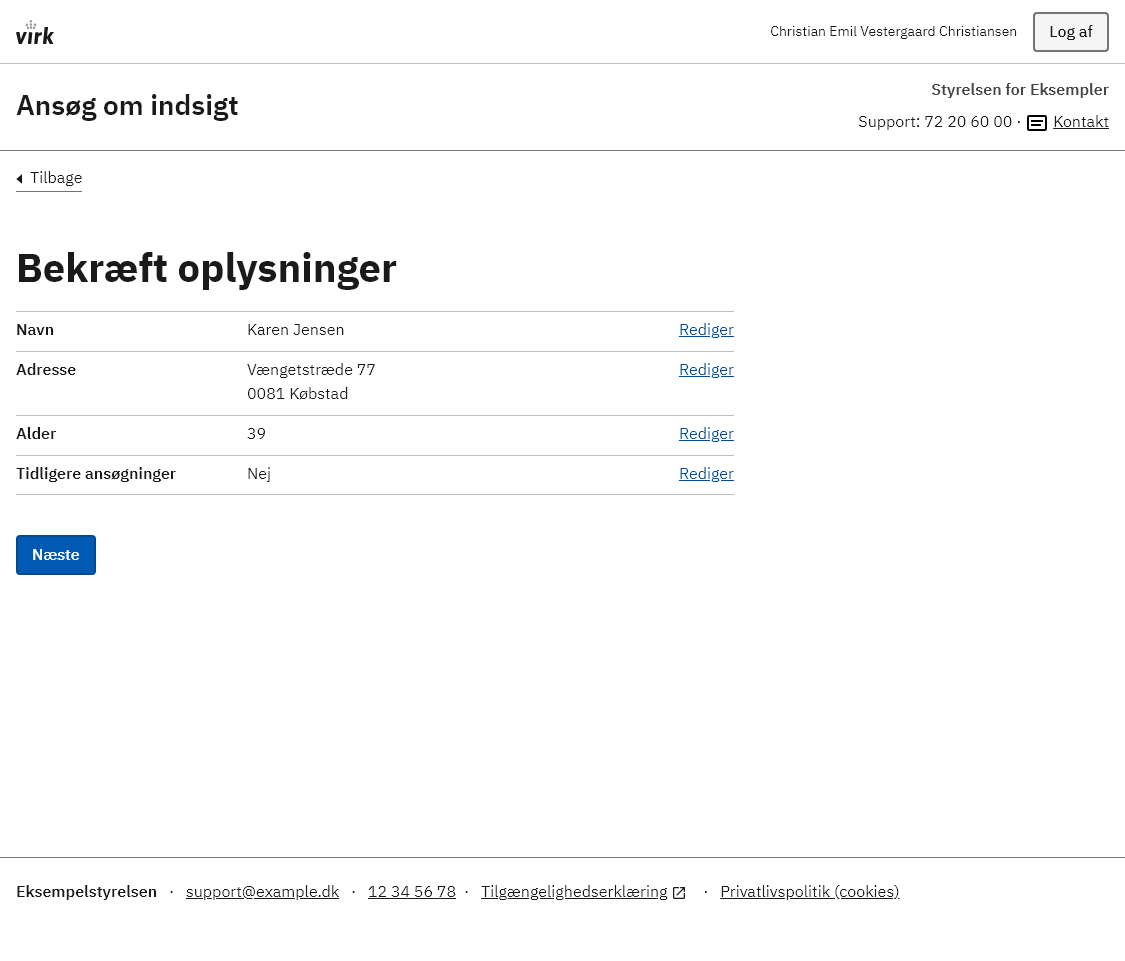 virk
Christian Emil Vestergaard Christiansen
Log af
Ansøg om indsigt
Styrelsen for Eksempler
Support: 72 20 60 00 · Kontakt
Tilbage
Bekræft oplysninger
Navn Karen Jensen Rediger
Adresse Vængetstræde 77 Rediger
0081 Købstad
Alder 39 Rediger
Tidligere ansøgninger Nej Rediger
Næste
Eksempelstyrelsen · support@example.dk · 12 34 56 78 · Tilgængelighedserklæring · Privatlivspolitik (cookies)